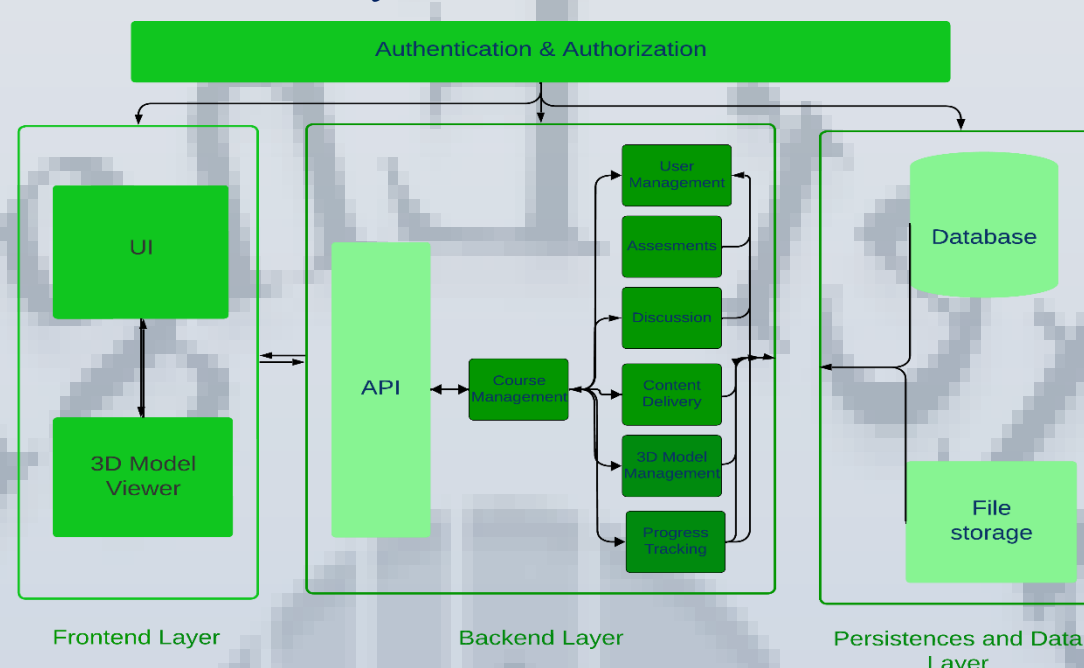 Authentication & Authorization
UI
3D Model
Viewer
Frontend Layer
API
Course
Management
User
Management
Assesments
Discussion
Content
Delivery
3D Model
Management
Progress
Tracking
Backend Layer
Database
File
storage
Persistences and Data
Layer